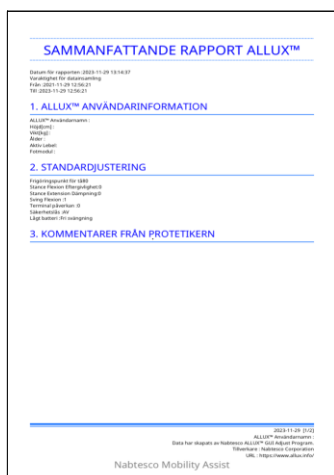 SAMMANFATTANDE RAPPORT ALLUX™
Datum för rapporten :2023-11-29 13:14:37
Varaktighet för datainsamling
Från :2021-11-29 12:56:21
Till :2023-11-29 12:56:21
1. ALLUX™ ANVÄNDARINFORMATION
ALLUX™ Användarnamn :
Höjd[cm] :
Vikt[kg] :
Ålder :
Aktiv Label:
Fotmodul :
2. STANDARDJUSTERING
Frigöringspunkt för tå80
Stance Flexion Eftergivlighet:0
Stance Extension Dämpning:0
Swing Flexion :1
Terminal påverkan :0
Säkerhetslås :AV
Lågt batteri :Fri svängning
3. KOMMENTARER FRÅN PROTETIKERN
2023-11-29 [1/2]
ALLUX™ Användarnamn :
Data har skapats av Nabtesco ALLUX™ GUI Adjust Program.
Tillverkare : Nabtesco Corporation
URL : https://www.allux.info/
Nabtesco Mobility Assist